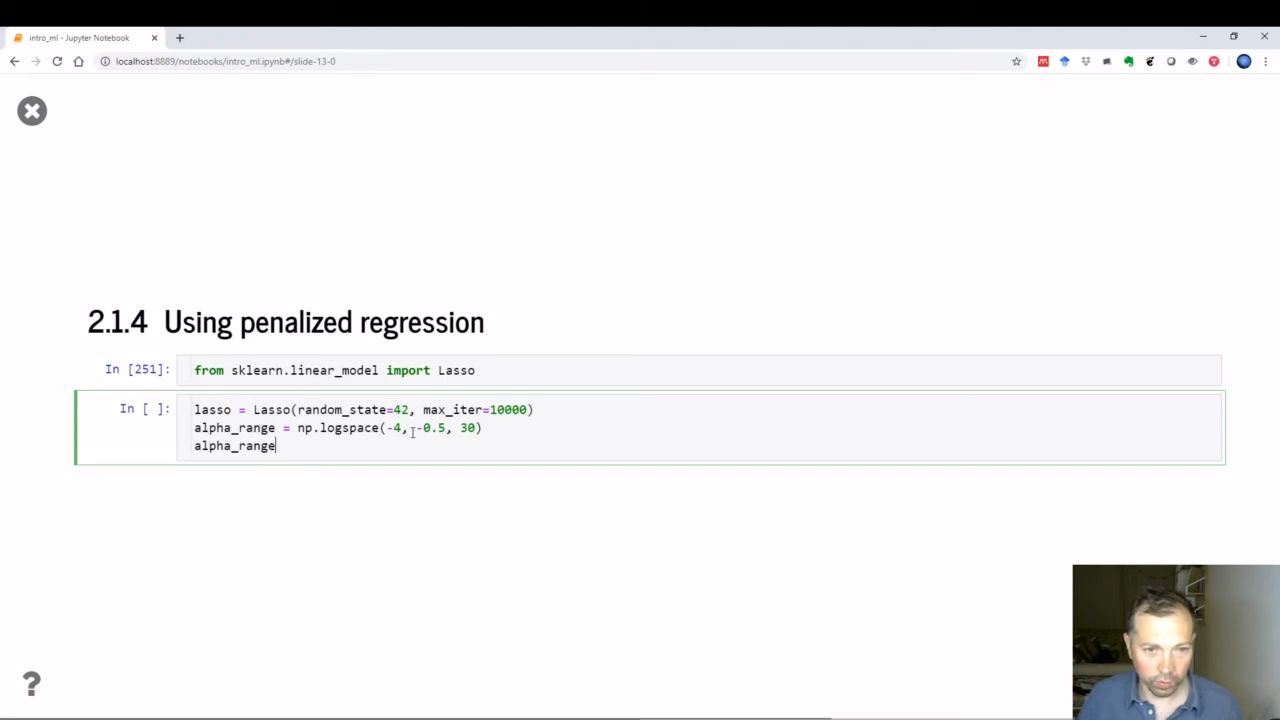 intro_ml - Jupyter Notebook
localhost:8889/notebooks/intro_ml.ipynb#/slide-13-0
2.1.4 Using penalized regression
In [251]: from sklearn.linear_model import Lasso
In [ ]: lasso = Lasso(random_state=42, max_iter=10000)
alpha_range = np.logspace(-4, -0.5, 30)
alpha_range
?